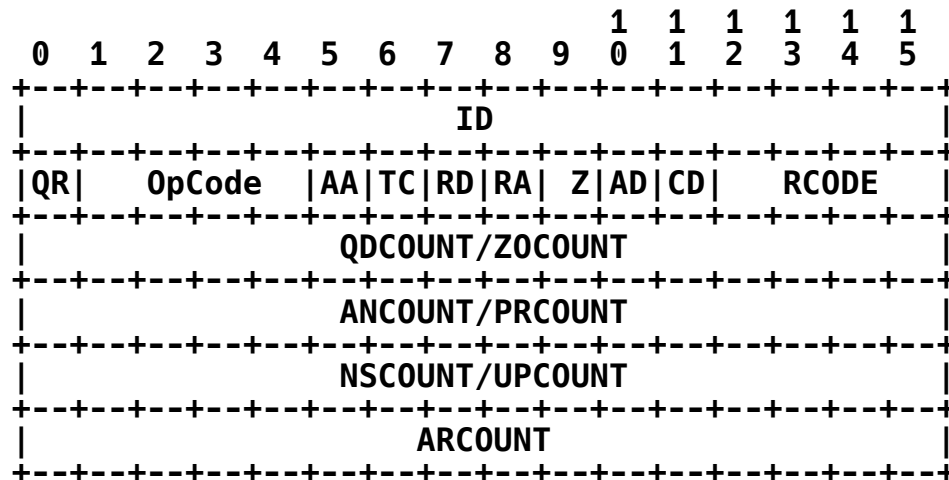 1  1  1  1  1  1
  0  1  2  3  4  5  6  7  8  9  0  1  2  3  4  5
+--+--+--+--+--+--+--+--+--+--+--+--+--+--+--+--+
|                      ID                       |
+--+--+--+--+--+--+--+--+--+--+--+--+--+--+--+--+
|QR|   OpCode  |AA|TC|RD|RA| Z|AD|CD|   RCODE   |
+--+--+--+--+--+--+--+--+--+--+--+--+--+--+--+--+
|                QDCOUNT/ZOCOUNT                |
+--+--+--+--+--+--+--+--+--+--+--+--+--+--+--+--+
|                ANCOUNT/PRCOUNT                |
+--+--+--+--+--+--+--+--+--+--+--+--+--+--+--+--+
|                NSCOUNT/UPCOUNT                |
+--+--+--+--+--+--+--+--+--+--+--+--+--+--+--+--+
|                    ARCOUNT                    |
+--+--+--+--+--+--+--+--+--+--+--+--+--+--+--+--+